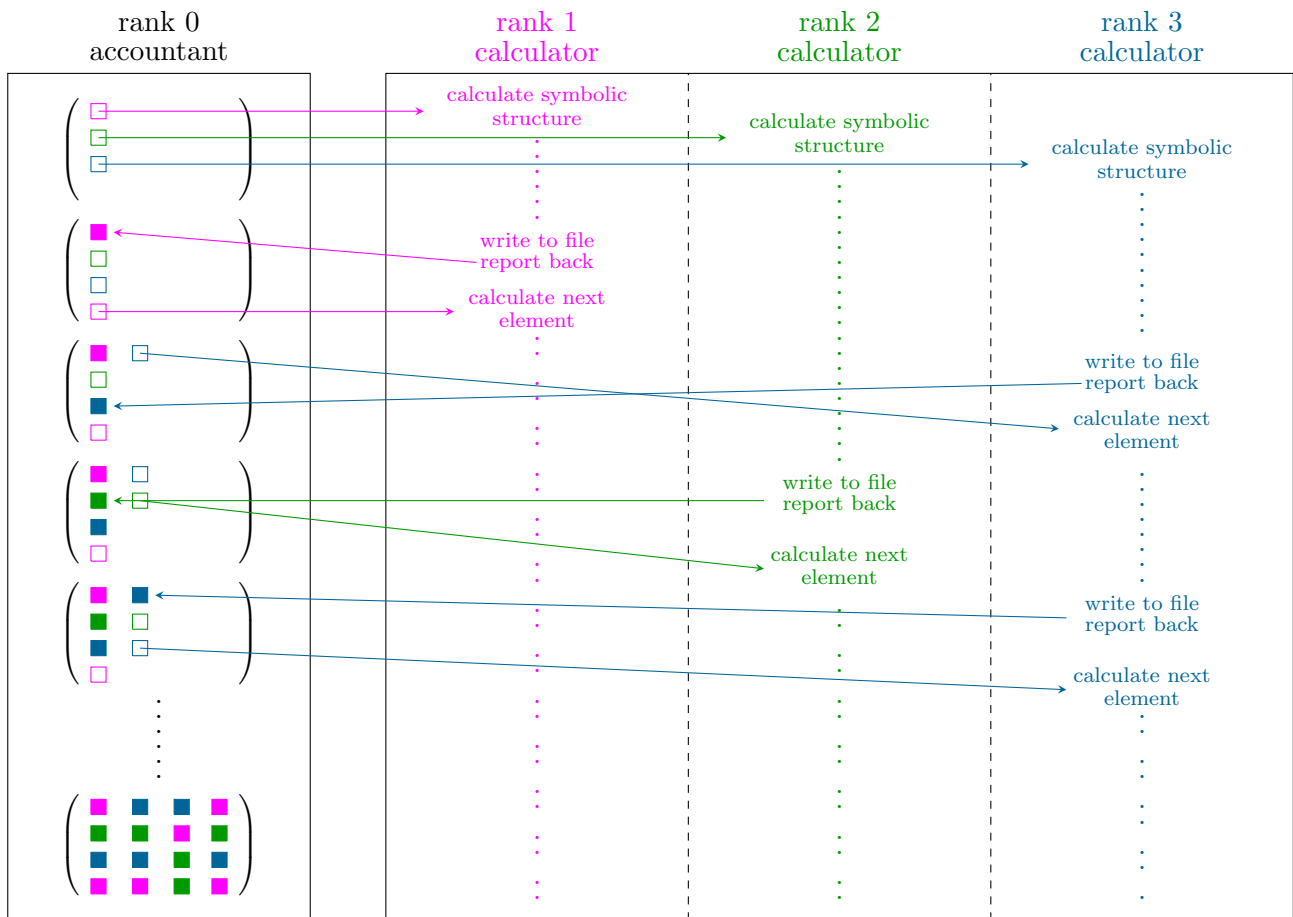 rank 0
accountant
rank 1
calculator
rank 2
calculator
rank 3
calculator
calculate symbolic
structure
calculate symbolic
structure
calculate symbolic
structure
write to file
report back
calculate next
element
write to file
report back
calculate next
element
write to file
report back
calculate next
element
write to file
report back
calculate next
element